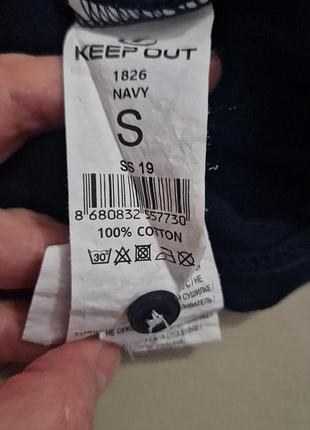 KEEP OUT
1826
NAVY
S
SS 19
8 680832 557730
100% COTTON
30°